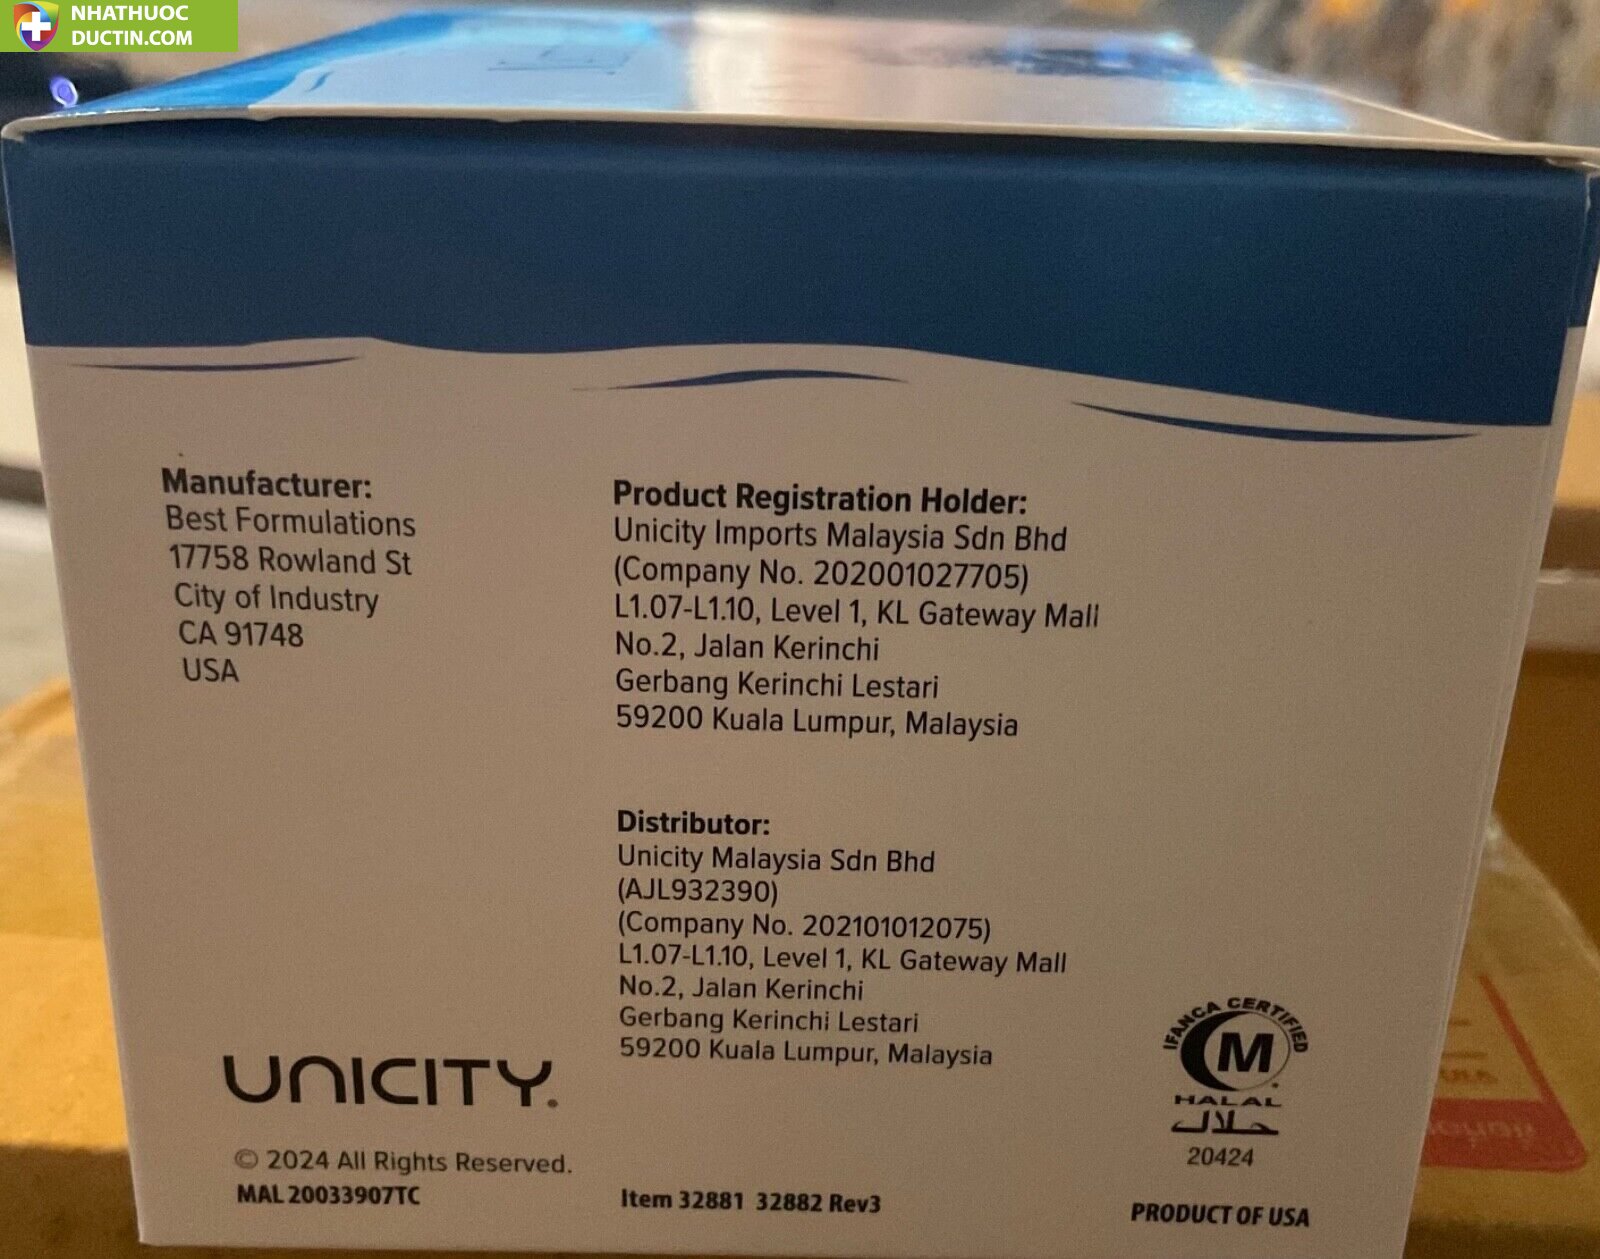 NHATHUOC
DUCTIN.COM
Manufacturer:
Best Formulations
17758 Rowland St
City of Industry
CA 91748
USA
Product Registration Holder:
Unicity Imports Malaysia Sdn Bhd
(Company No. 202001027705)
L1.07-L1.10, Level 1, KL Gateway Mall
No.2, Jalan Kerinchi
Gerbang Kerinchi Lestari
59200 Kuala Lumpur, Malaysia
Distributor:
Unicity Malaysia Sdn Bhd
(AJL932390)
(Company No. 202101012075)
L1.07-L1.10, Level 1, KL Gateway Mall
No.2, Jalan Kerinchi
Gerbang Kerinchi Lestari
59200 Kuala Lumpur, Malaysia
UNICITY.
© 2024 All Rights Reserved.
MAL20033907TC
Item 32881 32882 Rev3
IFANCA CERTIFIED
M
HALAL
حلال
20424
PRODUCT OF USA